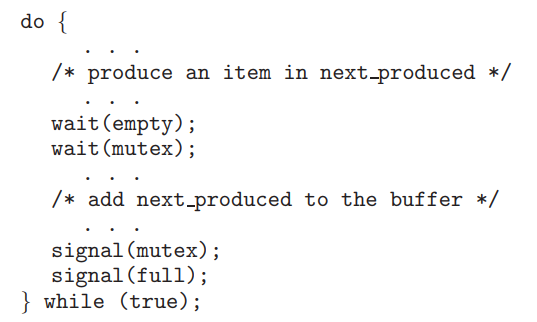 do {
. . .
/* produce an item in next_produced */
. . .
wait(empty);
wait(mutex);
. . .
/* add next_produced to the buffer */
. . .
signal(mutex);
signal(full);
} while (true);